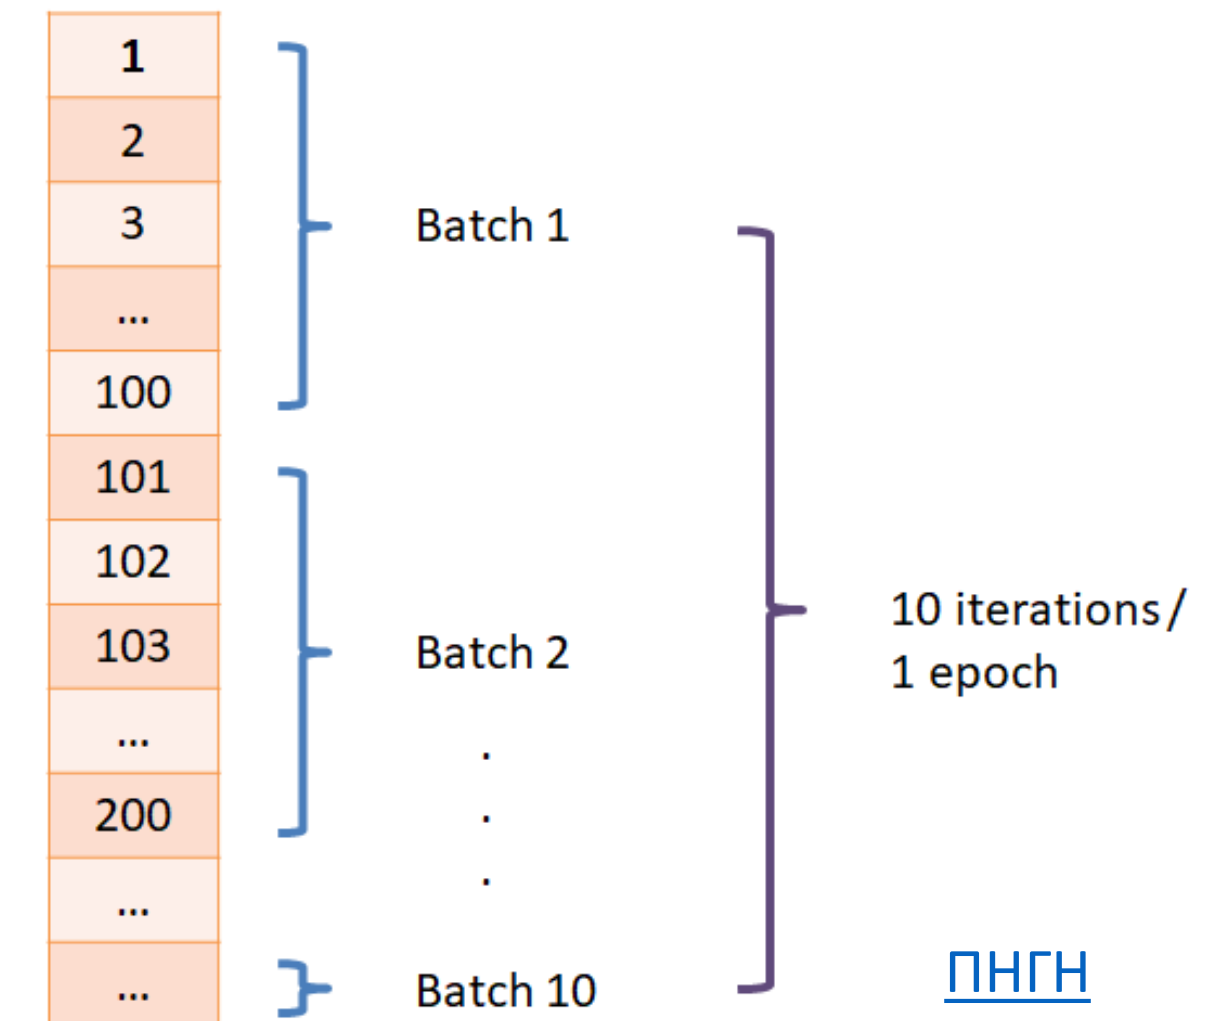 1
2
3
...
100
101
102
103
...
200
...
...
Batch 1
Batch 2
.
.
.
Batch 10
10 iterations/
1 epoch
ПНГН